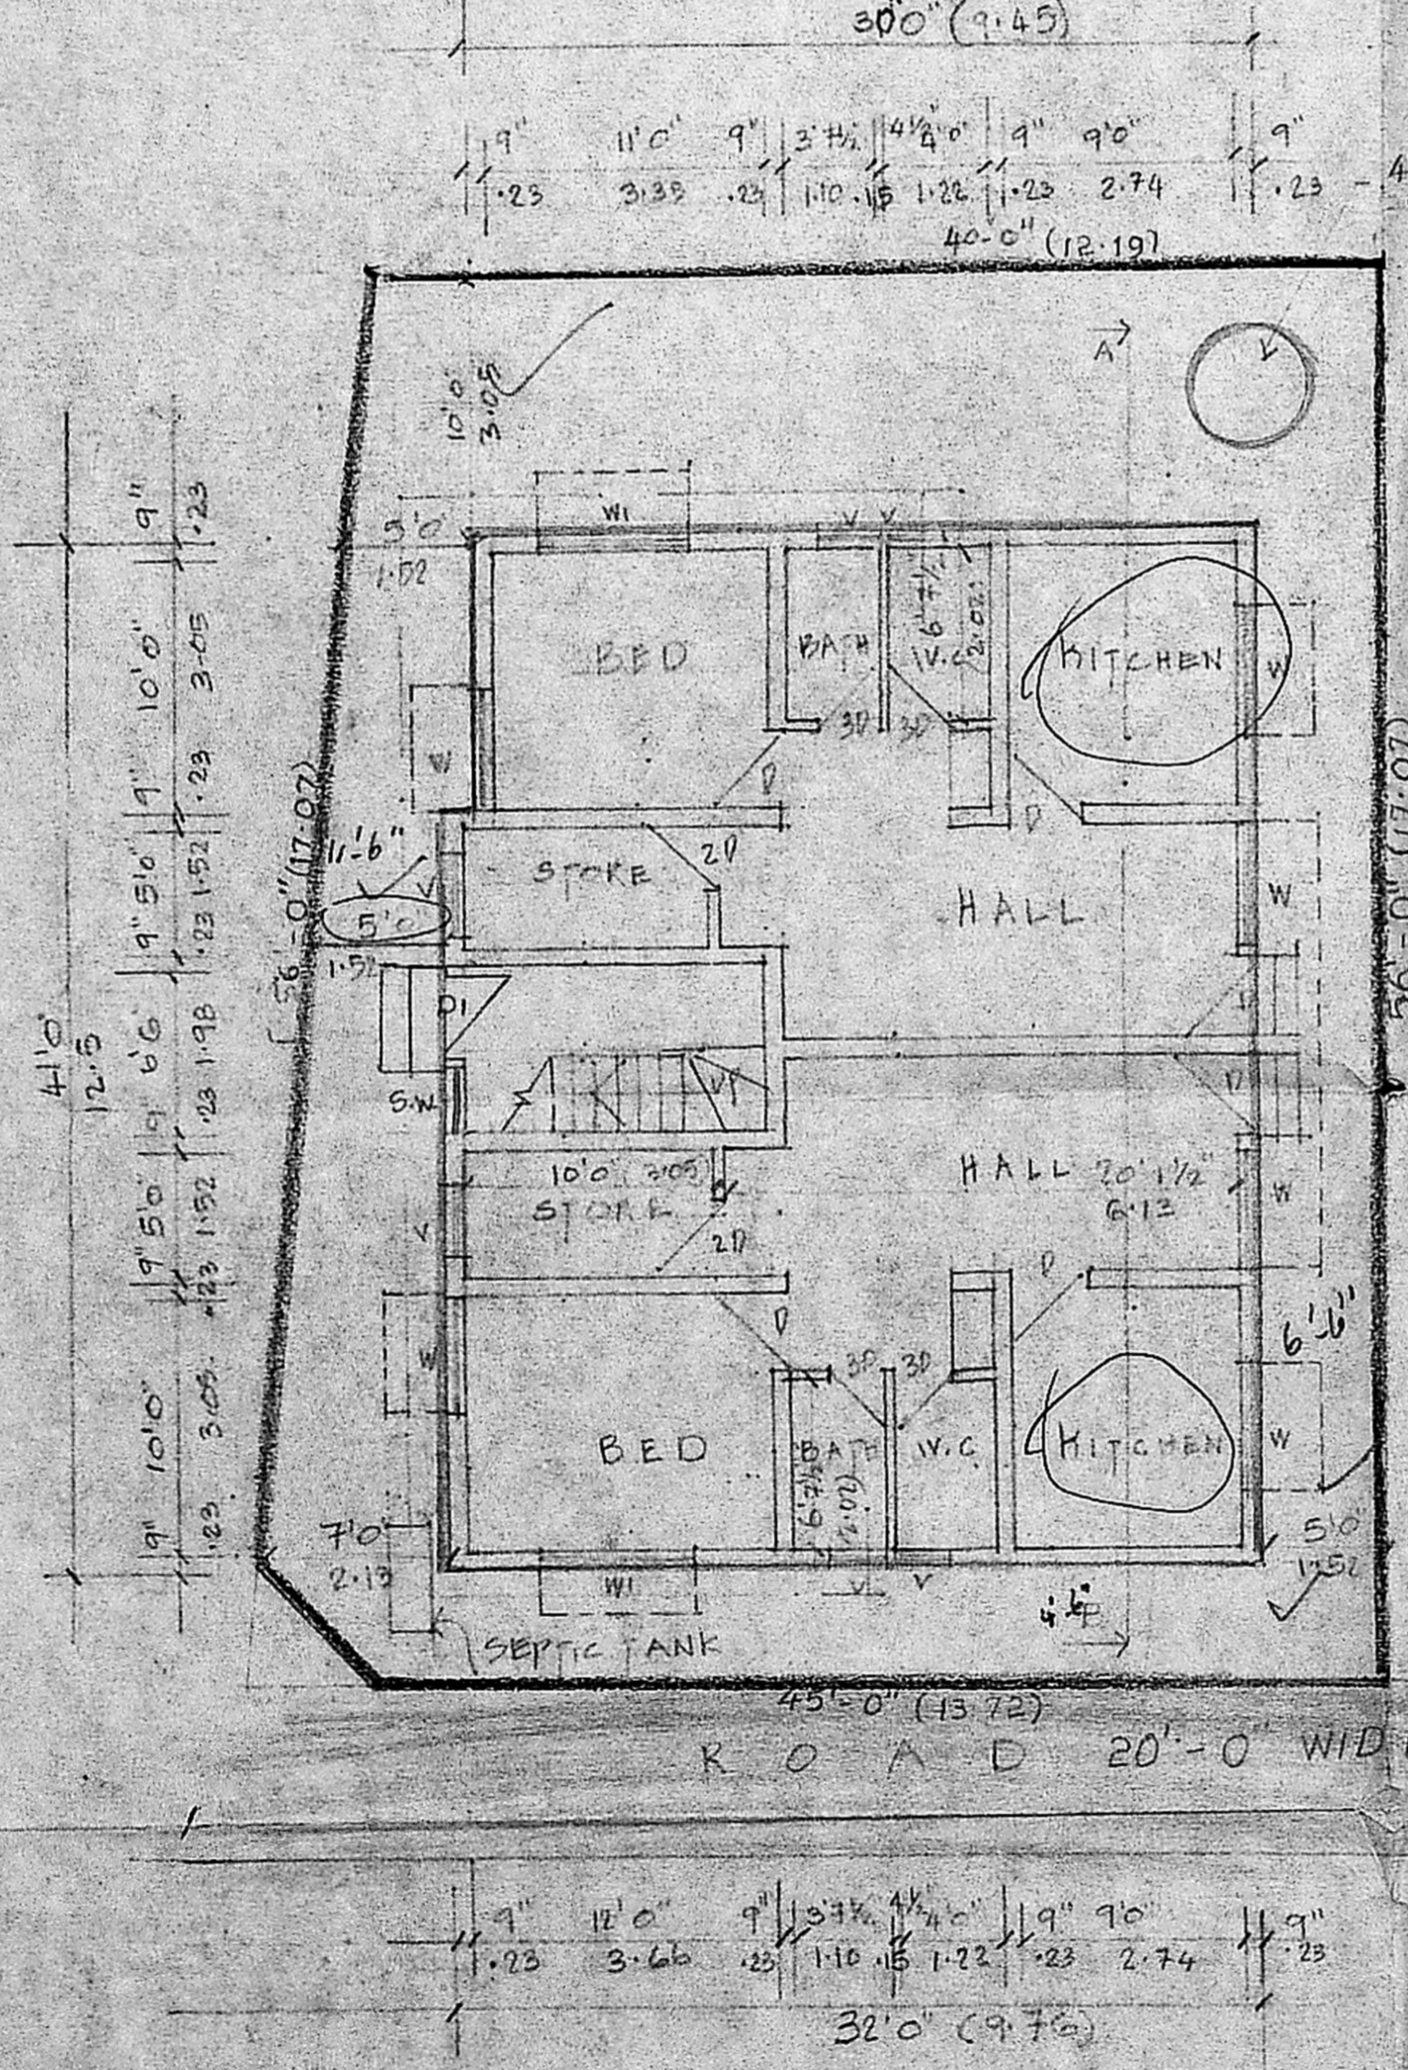 30'0" (9.45)
9" 11'0" 9" 3'7½" 4½" 4'0" 9" 9'0" 9"
.23 3.35 .23 1.10 .15 1.22 .23 2.74 .23
40-0" (12.19)
A
10'0
3.05
5'0"
1.52
W1
V V
BED
BATH
W.C
6'7½"
2.02
KITCHEN
W
W
3D 3D
D
D
11'-6"
V
5'0
1.52
STORE
2D
HALL
W
D1
D
S.W
UP
D
10'0" 3.05
STORE
V
2D
HALL 20'1½"
6.13
W
D
D
3D 3D
6'-6"
W
BED
BATH
6'7½
(2.02)
W.C
KITCHEN
W
7'0"
2.13
W1
V V
5'0"
1.52
4'6"
SEPTIC TANK
45'-0" (13.72)
ROAD 20'-0" WID
9" 12'0" 9" 3'7½ 4½ 4'0" 9" 9'0" 9"
.23 3.66 .23 1.10 .15 1.22 .23 2.74 .23
32'0" (9.76)
41'0"
12.5
9" 10'0" 9" 5'0" 9" 6'6" 9" 5'0" 9" 10'0" 9"
.23 3.05 .23 1.52 .23 1.98 .23 1.52 .23 3.05 .23
56'-0" (17.07)
56'-0" (17.07)